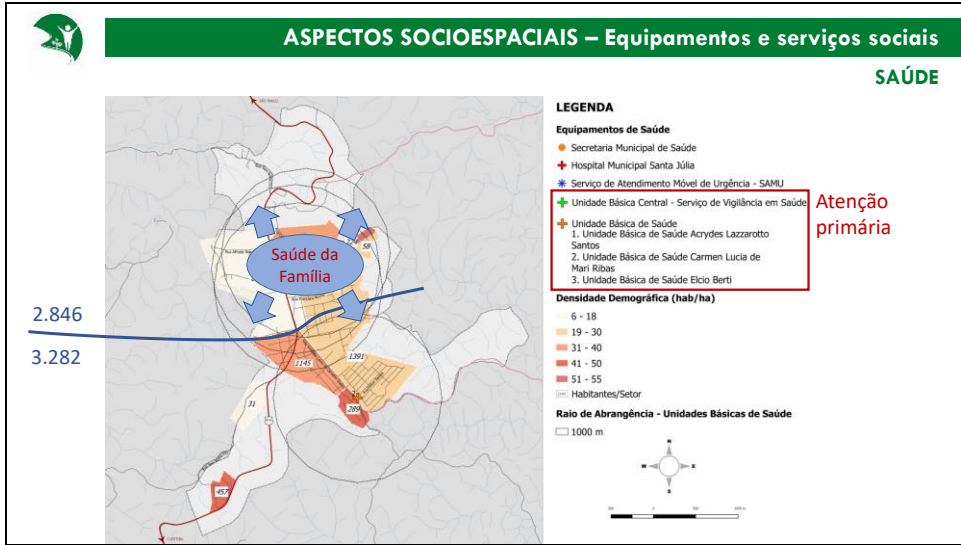 ASPECTOS SOCIOESPACIAIS – Equipamentos e serviços sociais
SAÚDE
Saúde da
Família
58
2.846
3.282
1145
1391
31
289
457
CURITIBA
LEGENDA
Equipamentos de Saúde
Secretaria Municipal de Saúde
Hospital Municipal Santa Júlia
Serviço de Atendimento Móvel de Urgência - SAMU
Unidade Básica Central - Serviço de Vigilância em Saúde
Unidade Básica de Saúde
1. Unidade Básica de Saúde Acrydes Lazzarotto
Santos
2. Unidade Básica de Saúde Carmen Lucia de
Mari Ribas
3. Unidade Básica de Saúde Elcio Berti
Atenção
primária
Densidade Demográfica (hab/ha)
6 - 18
19 - 30
31 - 40
41 - 50
51 - 55
Habitantes/Setor
Raio de Abrangência - Unidades Básicas de Saúde
1000 m
N
W
E
S